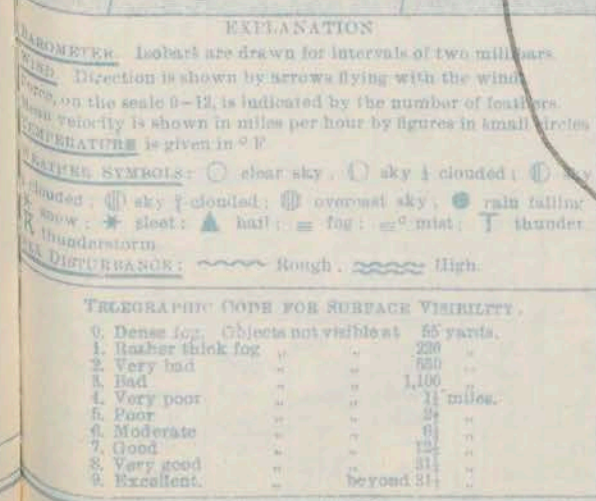 EXPLANATION
BAROMETER. Isobars are drawn for intervals of two millibars.
WIND. Direction is shown by arrows flying with the wind.
Force, on the scale 0–12, is indicated by the number of feathers.
Mean velocity is shown in miles per hour by figures in small circles
TEMPERATURE is given in ° F
WEATHER SYMBOLS: clear sky, sky ¼ clouded; sky
clouded; sky ¾ clouded; overcast sky; rain falling
snow; sleet; hail; fog; mist; T thunder
thunderstorm
SEA DISTURBANCE: Rough. High.
TELEGRAPHIC CODE FOR SURFACE VISIBILITY.
0. Dense fog. Objects not visible at 55 yards.
1. Rather thick fog „ „ 220 „
2. Very bad „ „ 550 „
3. Bad „ „ 1,100 „
4. Very poor „ „ miles.
5. Poor „ „ „
6. Moderate „ „ „
7. Good „ „ „
8. Very good „ „ „
9. Excellent. „ beyond „